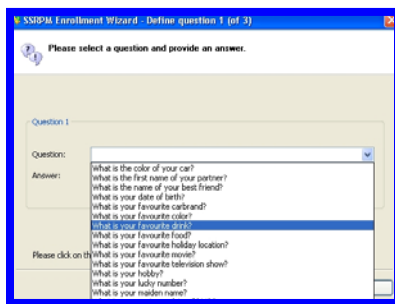 SSRPM Enrollment Wizard - Define question 1 (of 3)
Please select a question and provide an answer.
Question 1
Question:
Answer:
What is the color of your car?
What is the first name of your partner?
What is the name of your best friend?
What is your date of birth?
What is your favourite carbrand?
What is your favourite color?
What is your favourite drink?
What is your favourite food?
What is your favourite holiday location?
What is your favourite movie?
What is your favourite television show?
What is your hobby?
What is your lucky number?
What is your maiden name?
Please click on th